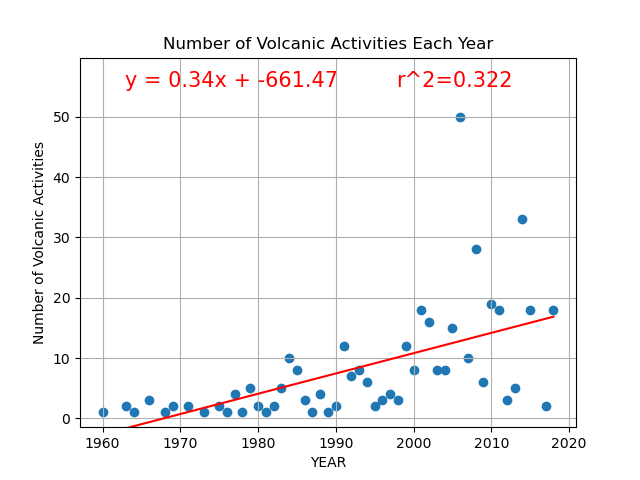 Number of Volcanic Activities Each Year
y = 0.34x + -661.47 r^2=0.322
50
40
30
20
10
0
Number of Volcanic Activities
1960 1970 1980 1990 2000 2010 2020
YEAR